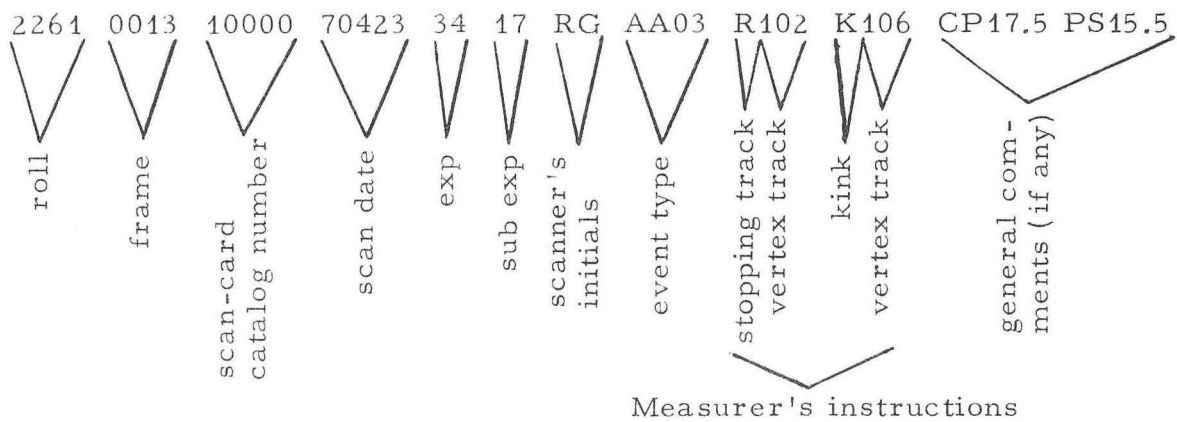 2261 0013 10000 70423 34 17 RG AA03 R102 K106 CP17.5 PS15.5
roll
frame
scan-card
catalog number
scan date
exp
sub exp
scanner's
initials
event type
stopping track
vertex track
kink
vertex track
general com-
ments (if any)
Measurer's instructions